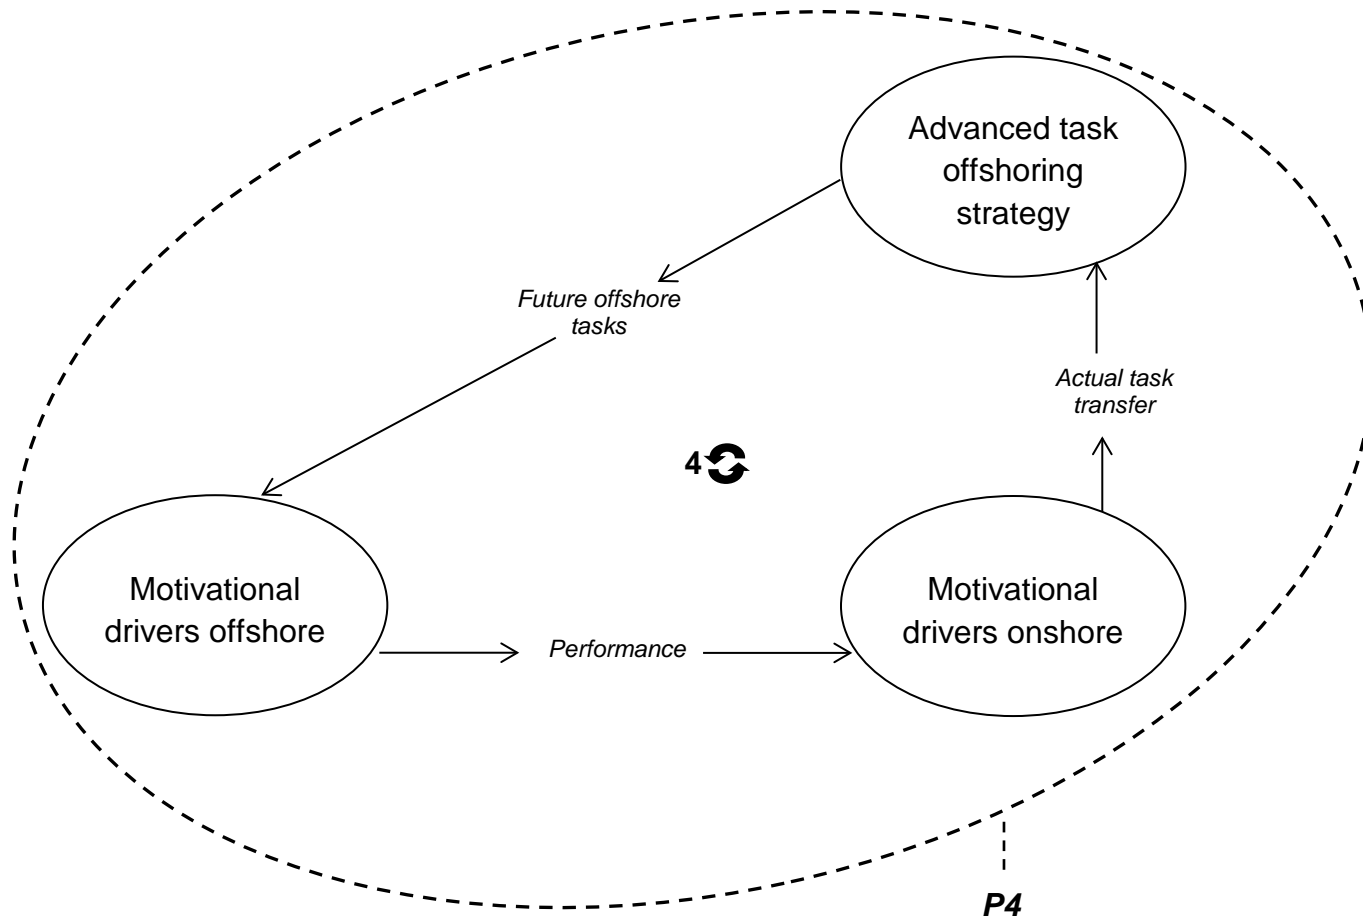 Advanced task
offshoring
strategy
Future offshore
tasks
Actual task
transfer
4
Motivational
drivers offshore
Performance
Motivational
drivers onshore
P4